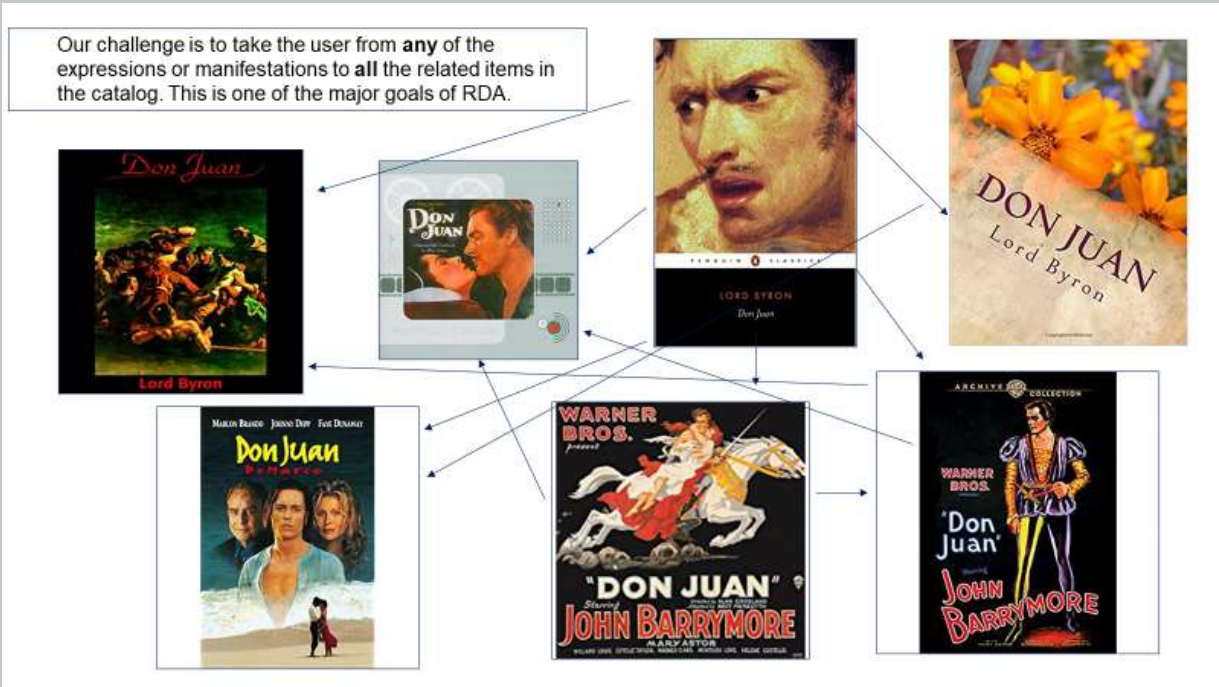 Our challenge is to take the user from any of the
expressions or manifestations to all the related items in
the catalog. This is one of the major goals of RDA.
Don Juan
Lord Byron
DON
JUAN
PENGUIN CLASSICS
LORD BYRON
Don Juan
DON JUAN
Lord Byron
MARLON BRANDO JOHNNY DEPP FAYE DUNAWAY
Don Juan
DeMarco
WARNER
BROS.
present
"DON JUAN"
Starring
JOHN BARRYMORE
MARY ASTOR
ARCHIVE COLLECTION
WARNER
BROS.
"Don
Juan"
starring
JOHN
BARRYMORE